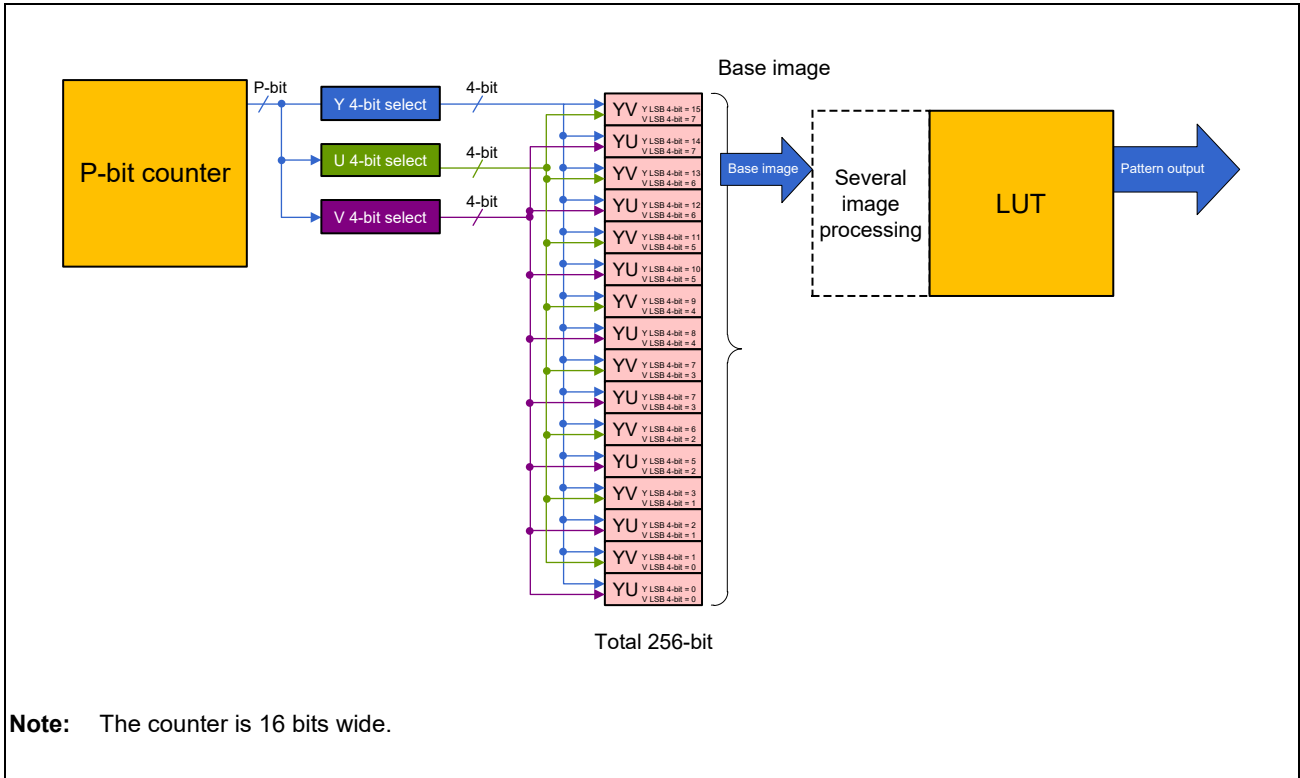 Base image
P-bit counter
P-bit
Y 4-bit select
4-bit
U 4-bit select
4-bit
V 4-bit select
4-bit
YV Y LSB 4-bit = 15
V LSB 4-bit = 7
YU Y LSB 4-bit = 14
V LSB 4-bit = 7
YV Y LSB 4-bit = 13
V LSB 4-bit = 6
YU Y LSB 4-bit = 12
V LSB 4-bit = 6
YV Y LSB 4-bit = 11
V LSB 4-bit = 5
YU Y LSB 4-bit = 10
V LSB 4-bit = 5
YV Y LSB 4-bit = 9
V LSB 4-bit = 4
YU Y LSB 4-bit = 8
V LSB 4-bit = 4
YV Y LSB 4-bit = 7
V LSB 4-bit = 3
YU Y LSB 4-bit = 7
V LSB 4-bit = 3
YV Y LSB 4-bit = 6
V LSB 4-bit = 2
YU Y LSB 4-bit = 5
V LSB 4-bit = 2
YV Y LSB 4-bit = 3
V LSB 4-bit = 1
YU Y LSB 4-bit = 2
V LSB 4-bit = 1
YV Y LSB 4-bit = 1
V LSB 4-bit = 0
YU Y LSB 4-bit = 0
V LSB 4-bit = 0
Total 256-bit
Base image
Several
image
processing
LUT
Pattern output
Note: The counter is 16 bits wide.